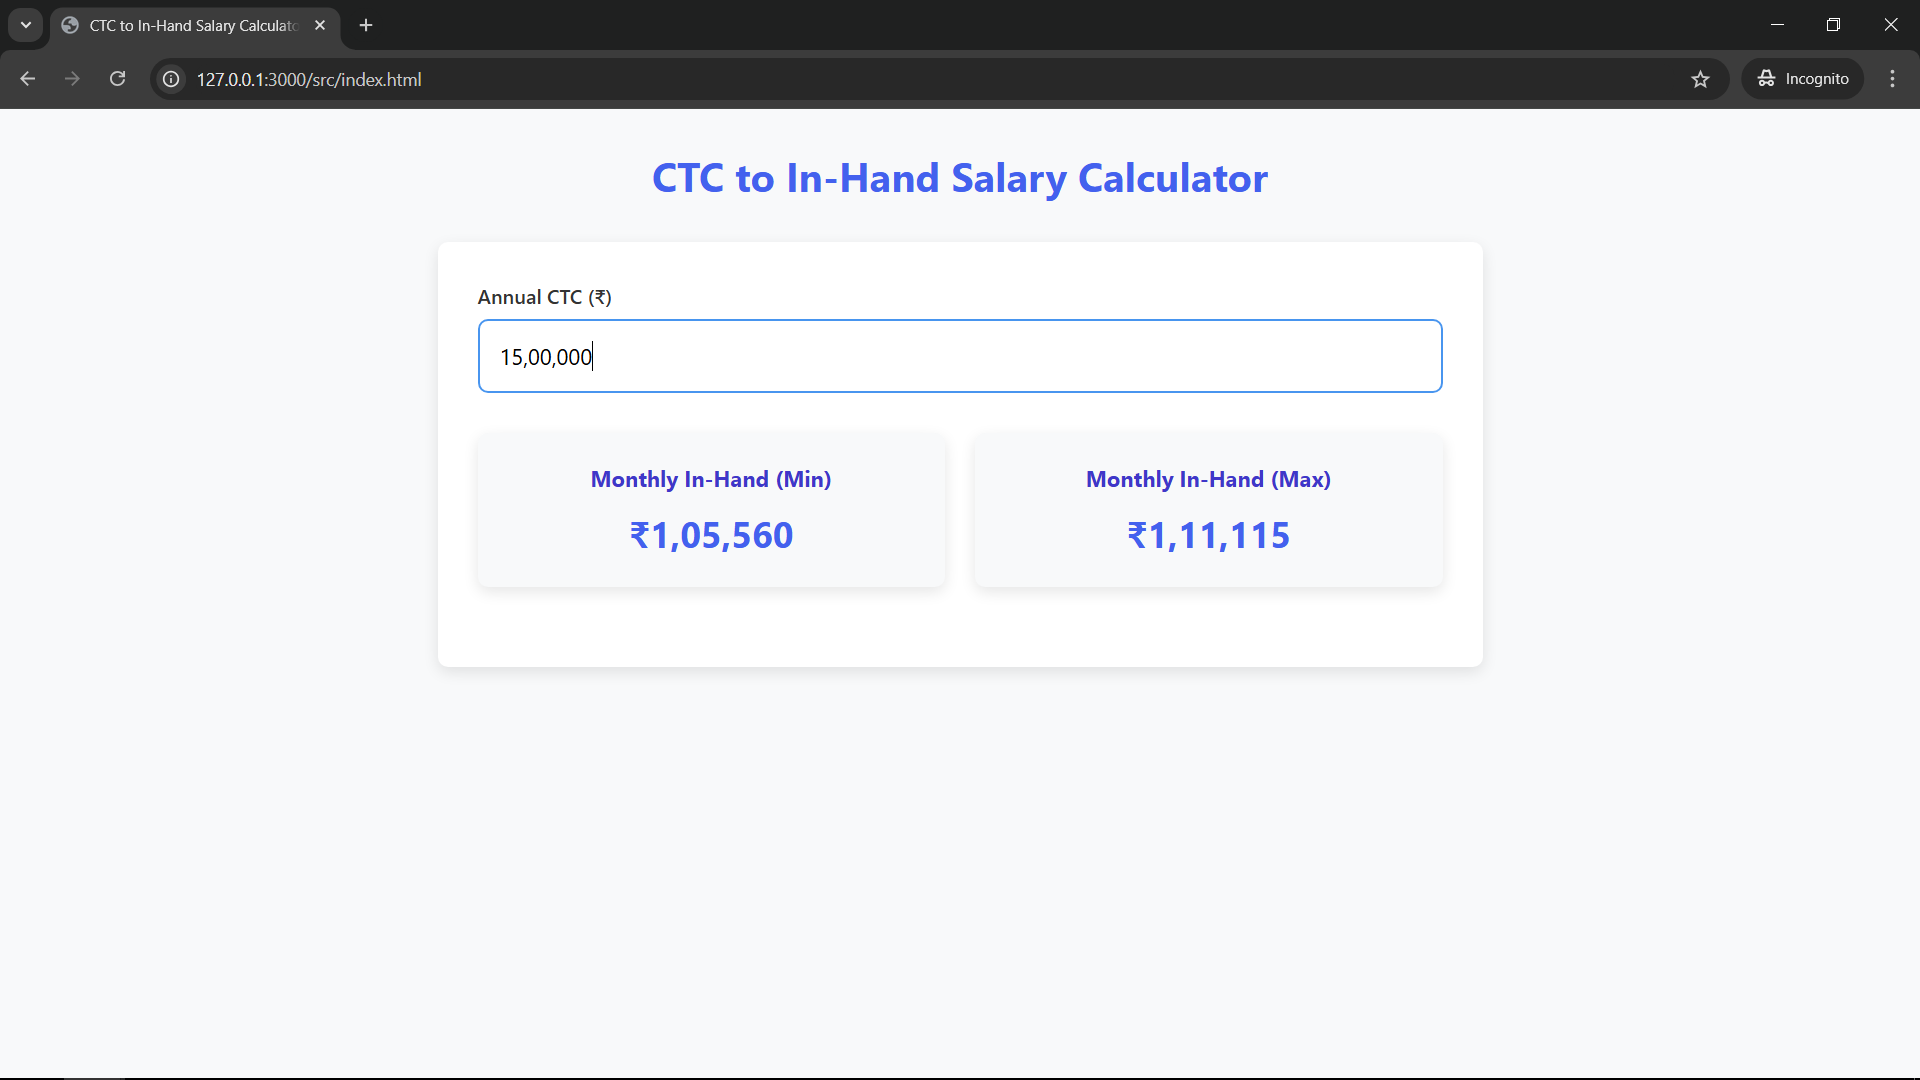 CTC to In-Hand Salary Calculato
127.0.0.1:3000/src/index.html
Incognito
CTC to In-Hand Salary Calculator
Annual CTC (₹)
15,00,000
Monthly In-Hand (Min)
₹1,05,560
Monthly In-Hand (Max)
₹1,11,115